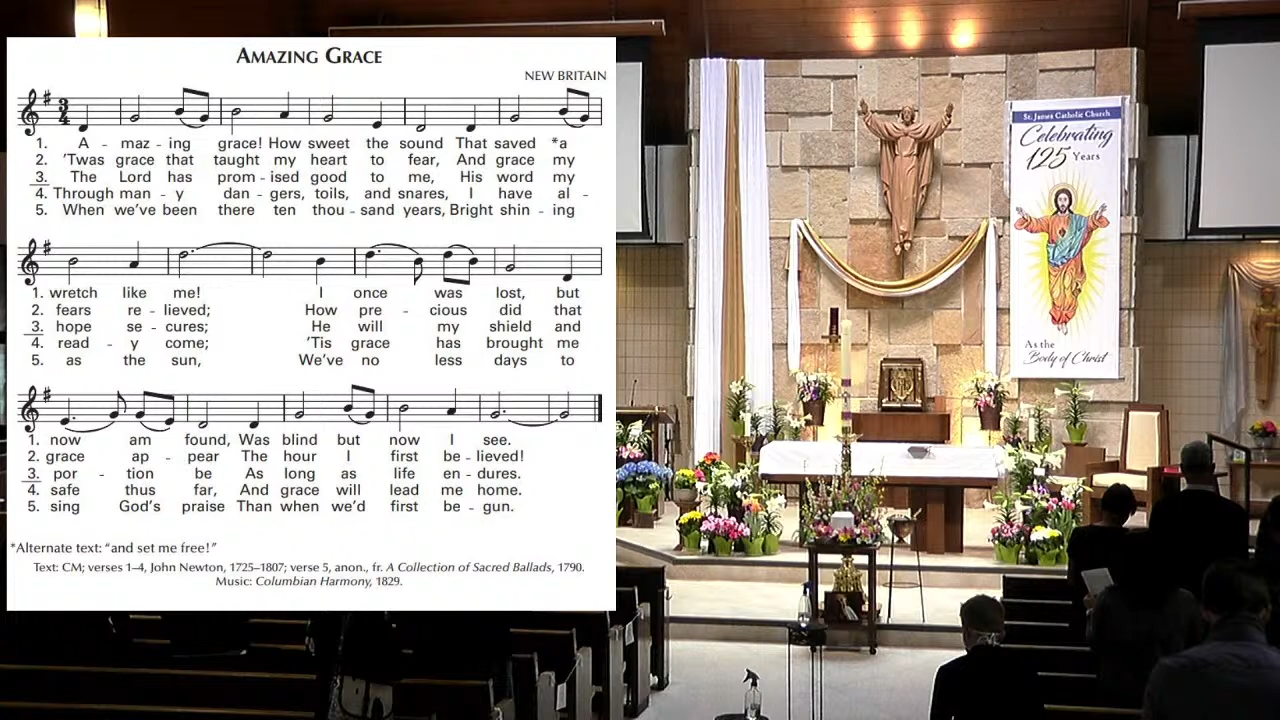 AMAZING GRACE
NEW BRITAIN
3
4
1. A - maz - ing grace! How sweet the sound That saved *a
2. ’Twas grace that taught my heart to fear, And grace my
3. The Lord has prom - ised good to me, His word my
4. Through man - y dan - gers, toils, and snares, I have al -
5. When we’ve been there ten thou - sand years, Bright shin - ing
1. wretch like me! I once was lost, but
2. fears re - lieved; How pre - cious did that
3. hope se - cures; He will my shield and
4. read - y come; ’Tis grace has brought me
5. as the sun, We’ve no less days to
1. now am found, Was blind but now I see.
2. grace ap - pear The hour I first be - lieved!
3. por - tion be As long as life en - dures.
4. safe thus far, And grace will lead me home.
5. sing God’s praise Than when we’d first be - gun.
*Alternate text: “and set me free!”
Text: CM; verses 1–4, John Newton, 1725–1807; verse 5, anon., fr. A Collection of Sacred Ballads, 1790.
Music: Columbian Harmony, 1829.
St. James Catholic Church
Celebrating
125 Years
As the
Body of Christ